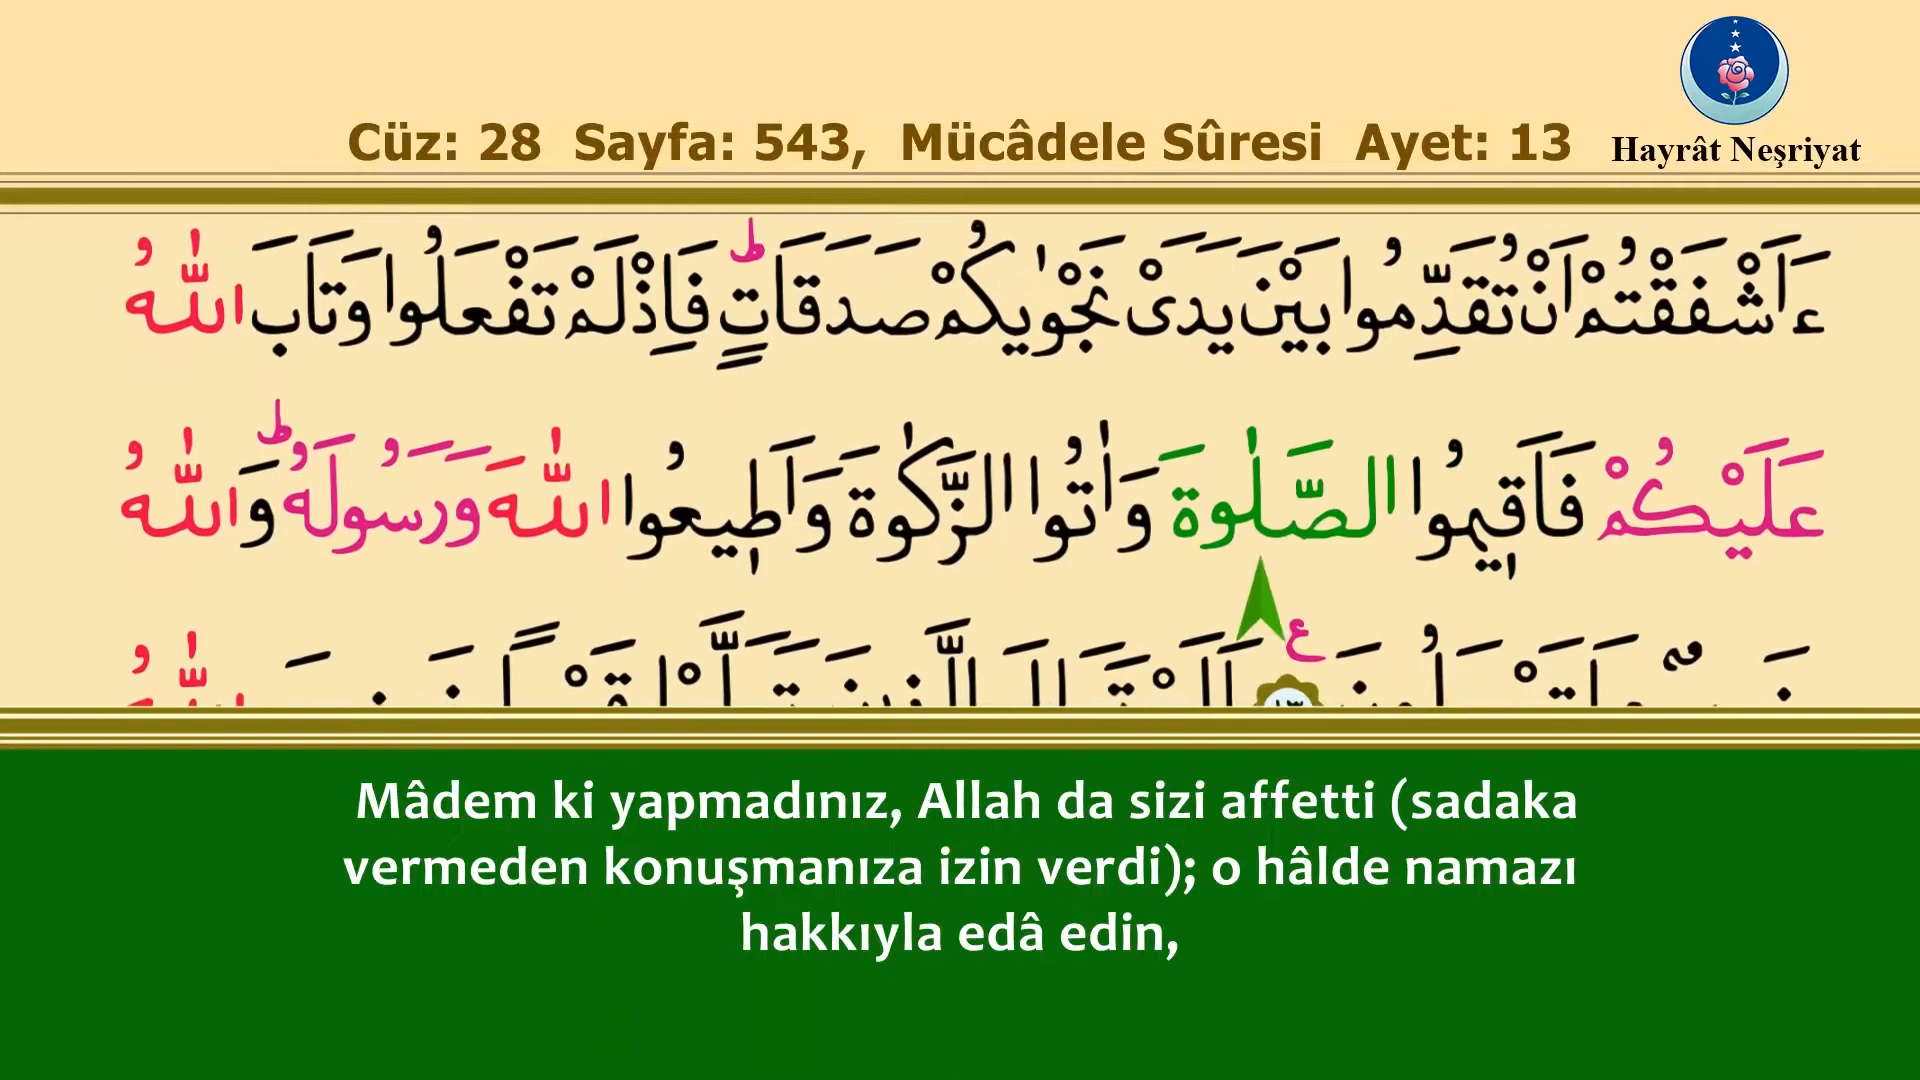 Cüz: 28 Sayfa: 543, Mücâdele Sûresi Ayet: 13
Hayrât Neşriyat
ءَاَشْفَقْتُمْ اَنْ تُقَدِّمُوا بَيْنَ يَدَىْ نَجْوٰيكُمْ صَدَقَاتٍؕ فَاِذْ لَمْ تَفْعَلُوا وَتَابَ اللّٰهُ
عَلَيْكُمْ فَاَقٖيمُوا الصَّلٰوةَ وَاٰتُوا الزَّكٰوةَ وَاَطٖيعُوا اللّٰهَ وَرَسُولَهُؕ وَاللّٰهُ
Mâdem ki yapmadınız, Allah da sizi affetti (sadaka
vermeden konuşmanıza izin verdi); o hâlde namazı
hakkıyla edâ edin,